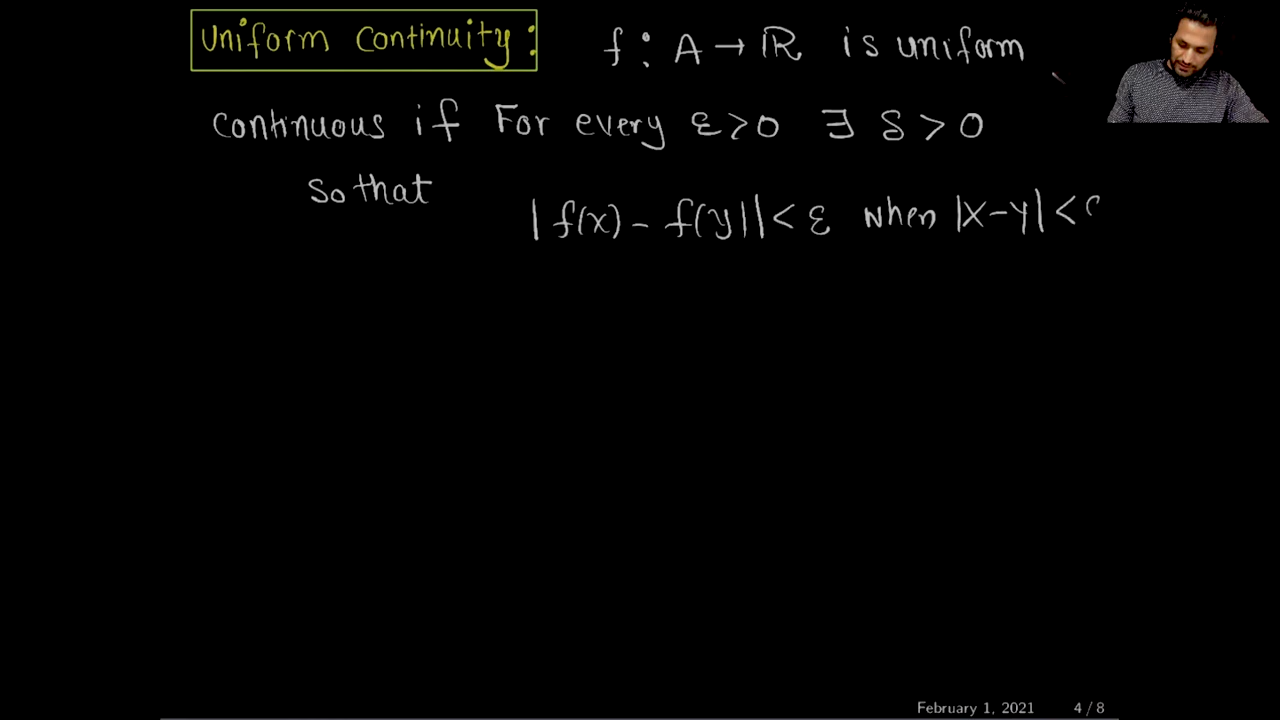 Uniform Continuity: f: A → ℝ is uniform
continuous if For every ε>0 ∃ δ>0
so that
|f(x) - f(y)| < ε when |x-y| <
February 1, 2021 4 / 8